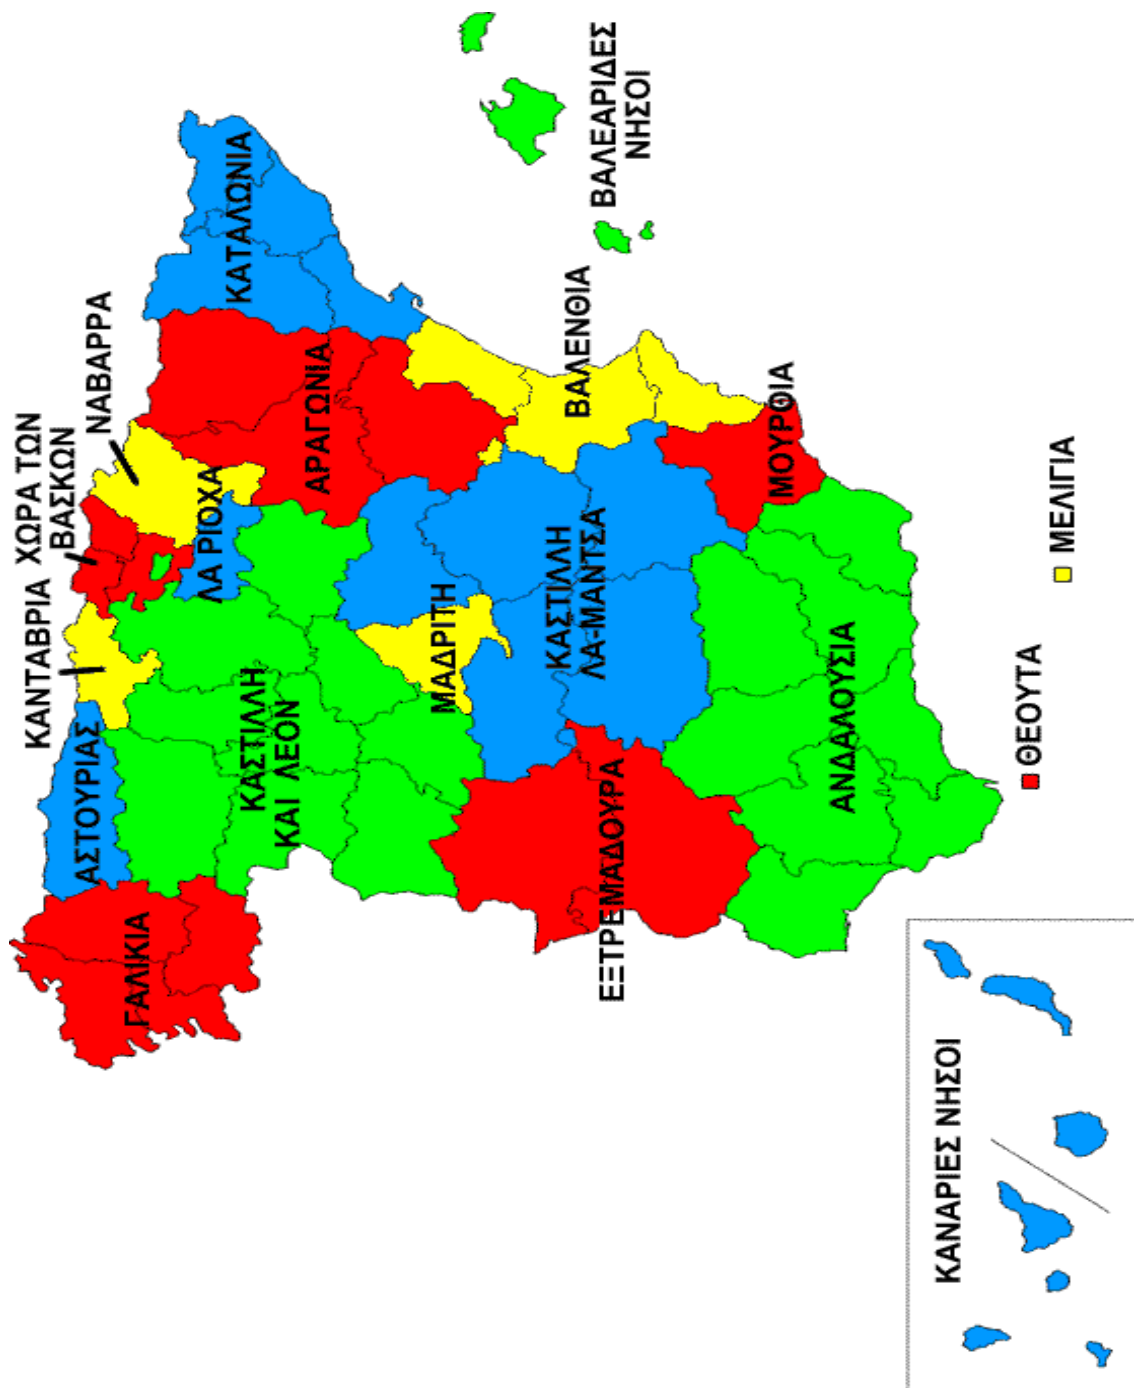 ΓΑΛΙΚΙΑ
ΑΣΤΟΥΡΙΑΣ
ΚΑΝΤΑΒΡΙΑ
ΧΩΡΑ ΤΩΝ
ΒΑΣΚΩΝ
ΝΑΒΑΡΡΑ
ΛΑ ΡΙΟΧΑ
ΑΡΑΓΩΝΙΑ
ΚΑΤΑΛΩΝΙΑ
ΚΑΣΤΙΛΛΗ
ΚΑΙ ΛΕΟΝ
ΜΑΔΡΙΤΗ
ΚΑΣΤΙΛΛΗ
ΛΑ-ΜΑΝΤΣΑ
ΒΑΛΕΝΘΙΑ
ΒΑΛΕΑΡΙΔΕΣ
ΝΗΣΟΙ
ΕΞΤΡΕΜΑΔΟΥΡΑ
ΜΟΥΡΘΙΑ
ΑΝΔΑΛΟΥΣΙΑ
ΚΑΝΑΡΙΕΣ ΝΗΣΟΙ
ΘΕΟΥΤΑ
ΜΕΛΙΓΙΑ